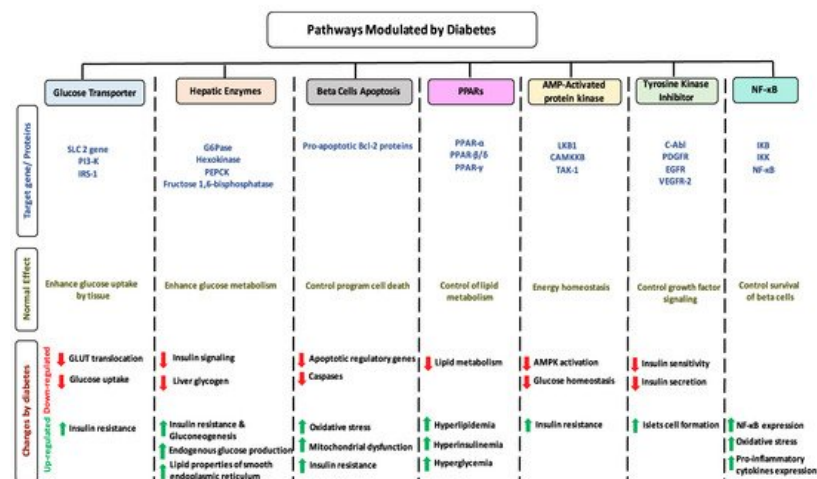 Pathways Modulated by Diabetes
Glucose Transporter
Hepatic Enzymes
Beta Cells Apoptosis
PPARs
AMP-Activated
protein kinase
Tyrosine Kinase
Inhibitor
NF-κB
Target gene/ Proteins
SLC 2 gene
PI3-K
IRS-1
G6Pase
Hexokinase
PEPCK
Fructose 1,6-bisphosphatase
Pro-apoptotic Bcl-2 proteins
PPAR-α
PPAR-β/δ
PPAR-γ
LKB1
CAMKKB
TAK-1
C-Abl
PDGFR
EGFR
VEGFR-2
IKB
IKK
NF-κB
Normal Effect
Enhance glucose uptake
by tissue
Enhance glucose metabolism
Control program cell death
Control of lipid
metabolism
Energy homeostasis
Control growth factor
signaling
Control survival
of beta cells
Changes by diabetes
Down-regulated
GLUT translocation
Glucose uptake
Insulin signaling
Liver glycogen
Apoptotic regulatory genes
Caspases
Lipid metabolism
AMPK activation
Glucose homeostasis
Insulin sensitivity
Insulin secretion
Up-regulated
Insulin resistance
Insulin resistance &
Gluconeogenesis
Endogenous glucose production
Lipid properties of smooth
endoplasmic reticulum
Oxidative stress
Mitochondrial dysfunction
Insulin resistance
Hyperlipidemia
Hyperinsulinemia
Hyperglycemia
Insulin resistance
Islets cell formation
NF-κB expression
Oxidative stress
Pro-inflammatory
cytokines expression